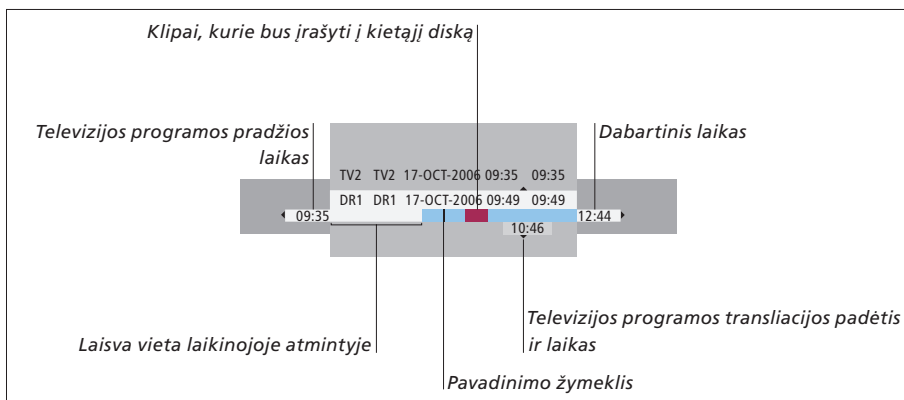 Klipai, kurie bus įrašyti į kietąjį diską
Televizijos programos pradžios
laikas
Dabartinis laikas
TV2 TV2 17-OCT-2006 09:35 09:35
DR1 DR1 17-OCT-2006 09:49 09:49
09:35
12:44
10:46
Televizijos programos transliacijos padėtis
ir laikas
Laisva vieta laikinojoje atmintyje
Pavadinimo žymeklis